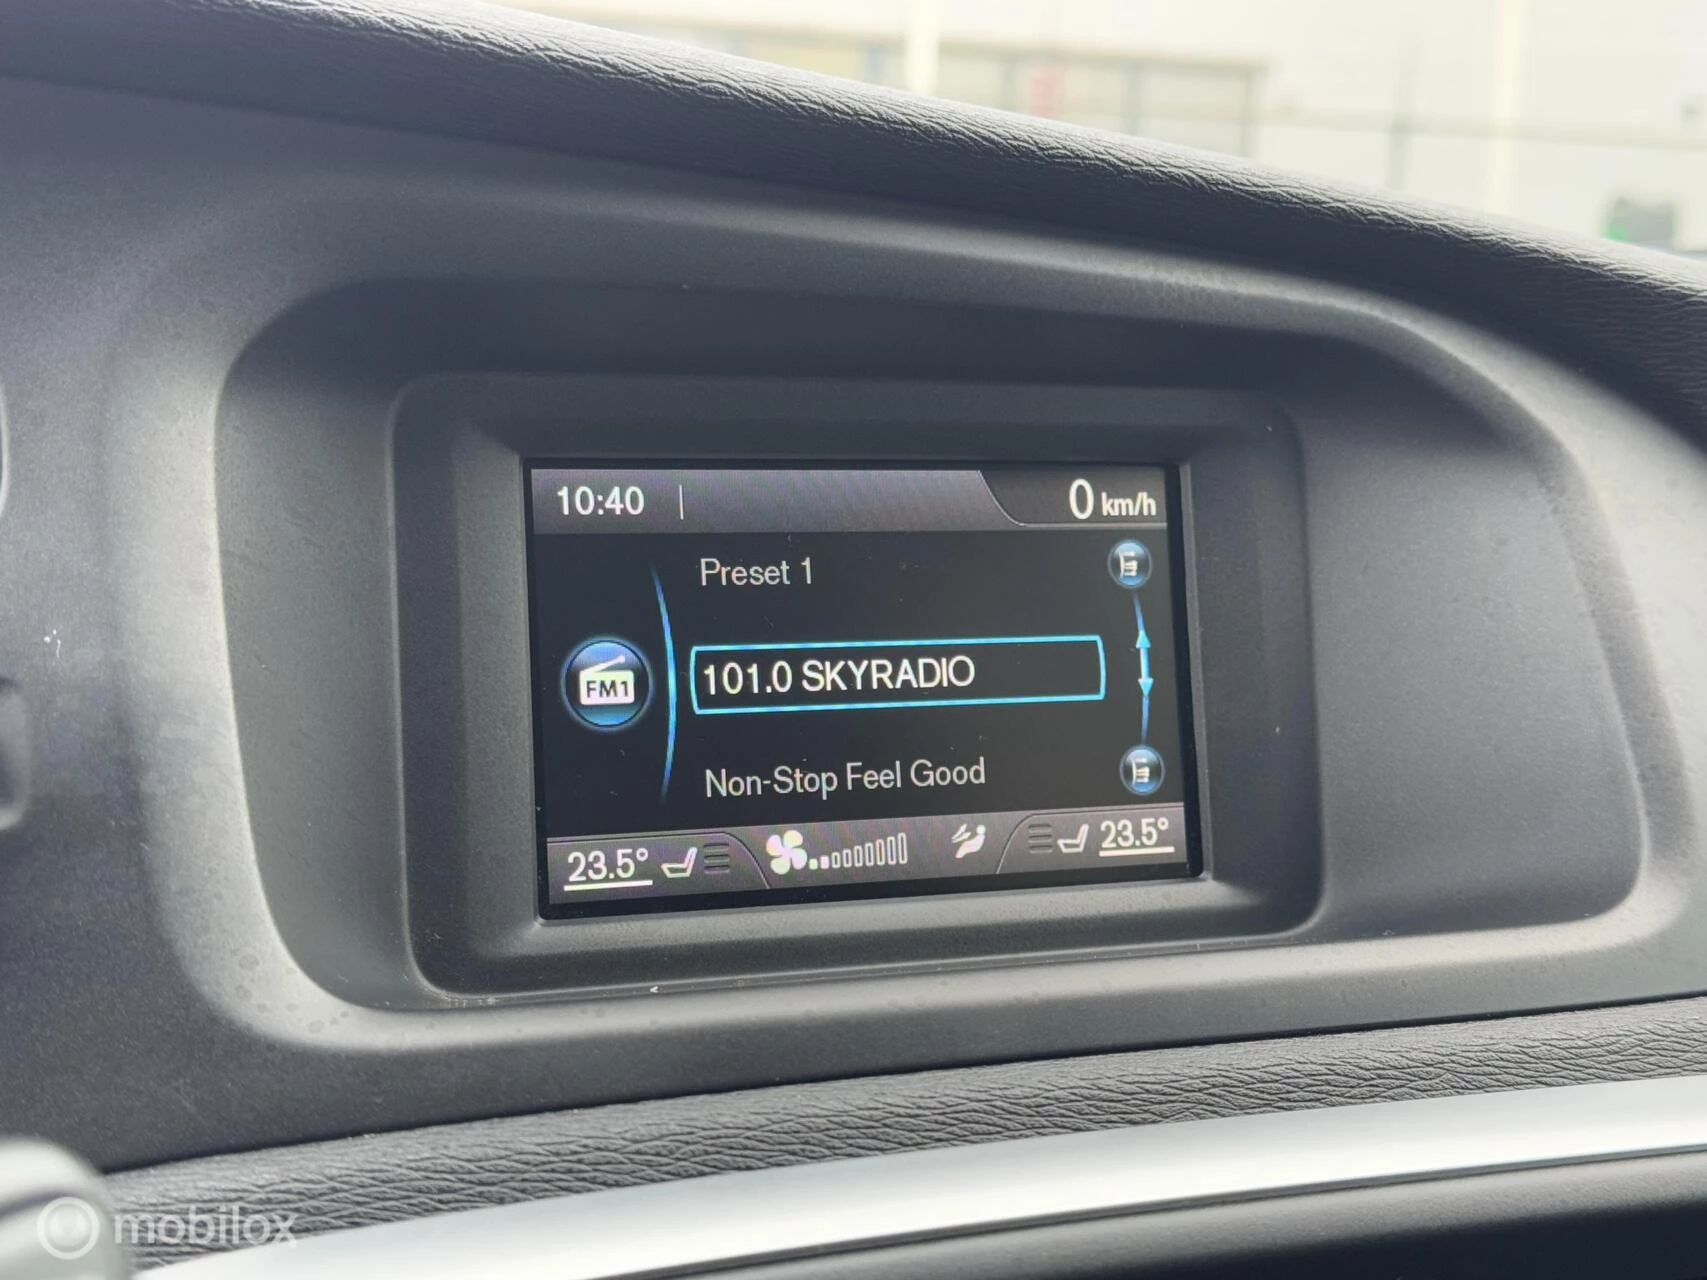 10:40
0 km/h
Preset 1
FM1
101.0 SKYRADIO
Non-Stop Feel Good
23.5°
23.5°
mobilox